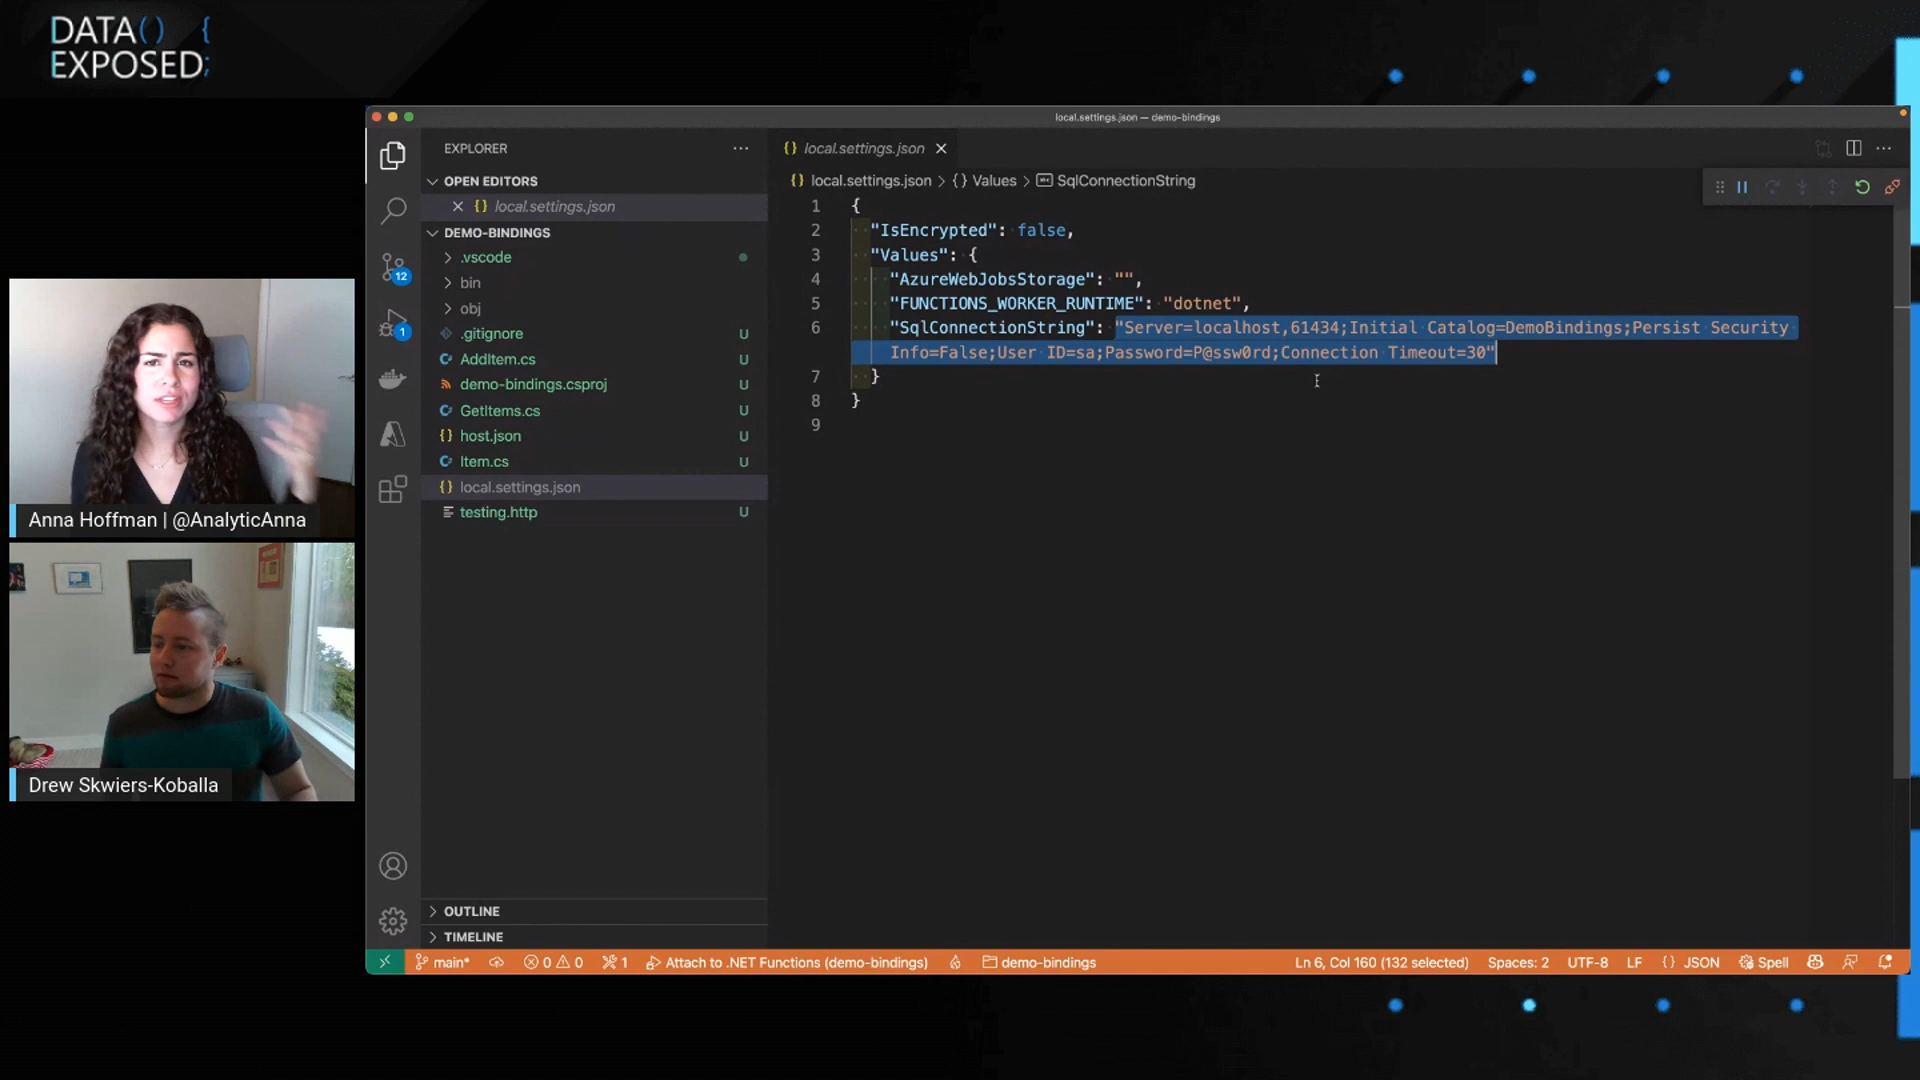 DATA() {
EXPOSED;
local.settings.json — demo-bindings
EXPLORER
OPEN EDITORS
{} local.settings.json
DEMO-BINDINGS
.vscode
bin
obj
.gitignore U
AddItem.cs U
demo-bindings.csproj U
GetItems.cs U
{} host.json U
Item.cs U
{} local.settings.json
testing.http U
OUTLINE
TIMELINE
12
1
{} local.settings.json
{} local.settings.json > {} Values > SqlConnectionString
1 {
2 "IsEncrypted": false,
3 "Values": {
4 "AzureWebJobsStorage": "",
5 "FUNCTIONS_WORKER_RUNTIME": "dotnet",
6 "SqlConnectionString": "Server=localhost,61434;Initial Catalog=DemoBindings;Persist Security
Info=False;User ID=sa;Password=P@ssw0rd;Connection Timeout=30"
7 }
8 }
9
Anna Hoffman | @AnalyticAnna
Drew Skwiers-Koballa
main* 0 0 1 Attach to .NET Functions (demo-bindings) demo-bindings Ln 6, Col 160 (132 selected) Spaces: 2 UTF-8 LF {} JSON Spell